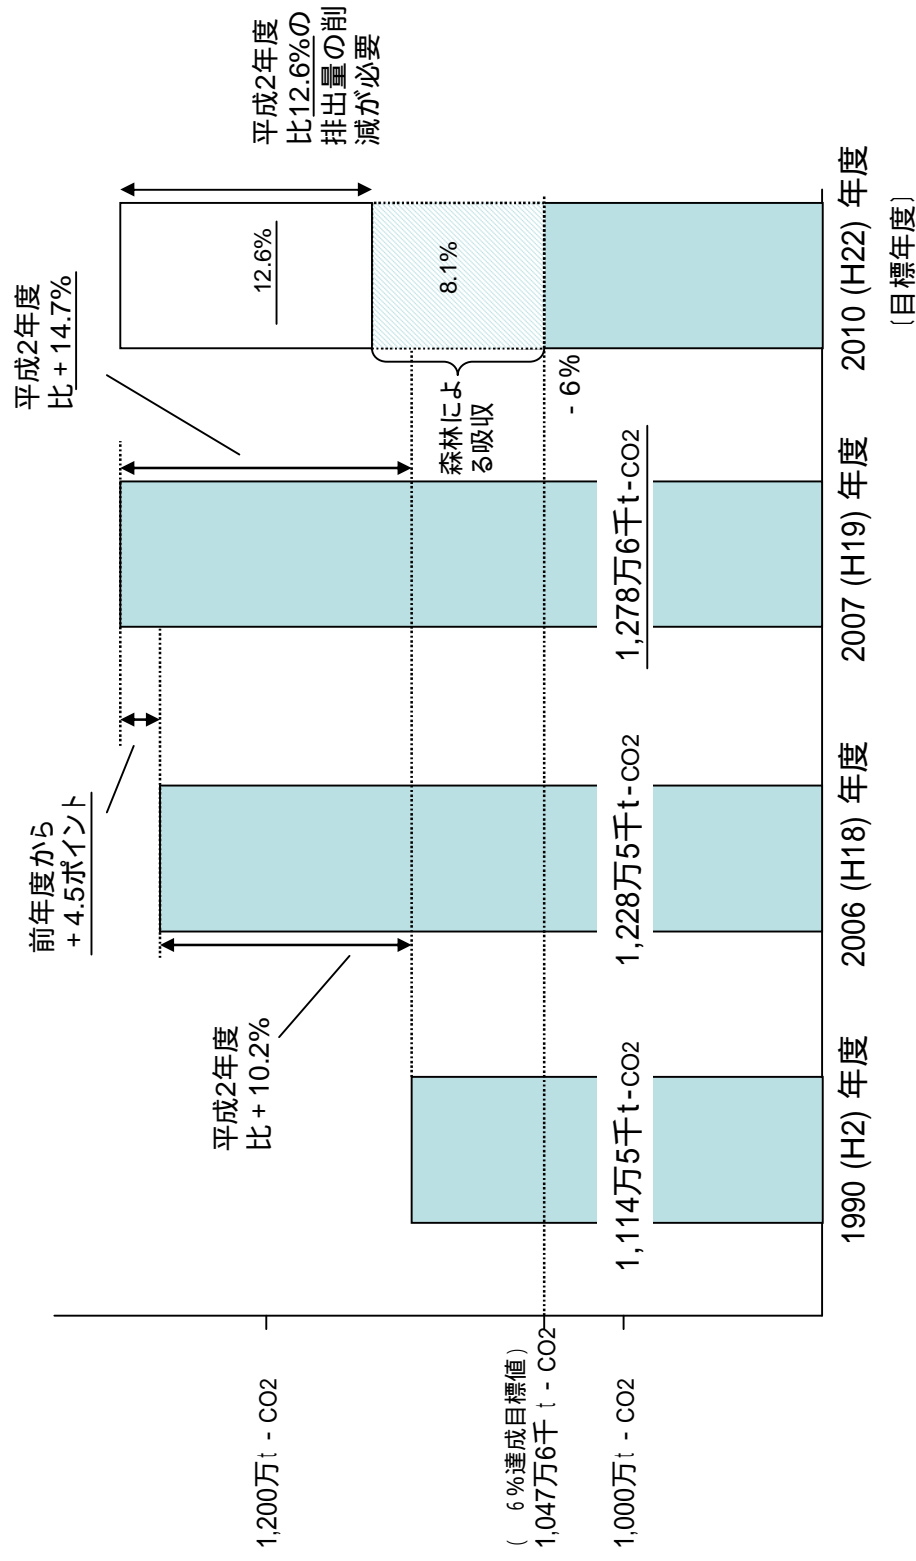 前年度から
+ 4.5ポイント
平成2年度
比 + 14.7%
平成2年度
比12.6%の
排出量の削
減が必要
平成2年度
比 + 10.2%
12.6%
8.1%
森林によ
る吸収
- 6%
1,200万t - CO2
( 6%達成目標値)
1,047万6千 t - CO2
1,000万t - CO2
1,114万5千t-CO2
1,228万5千t-CO2
1,278万6千t-CO2
1990 (H2) 年度
2006 (H18) 年度
2007 (H19) 年度
2010 (H22) 年度
〔目標年度〕